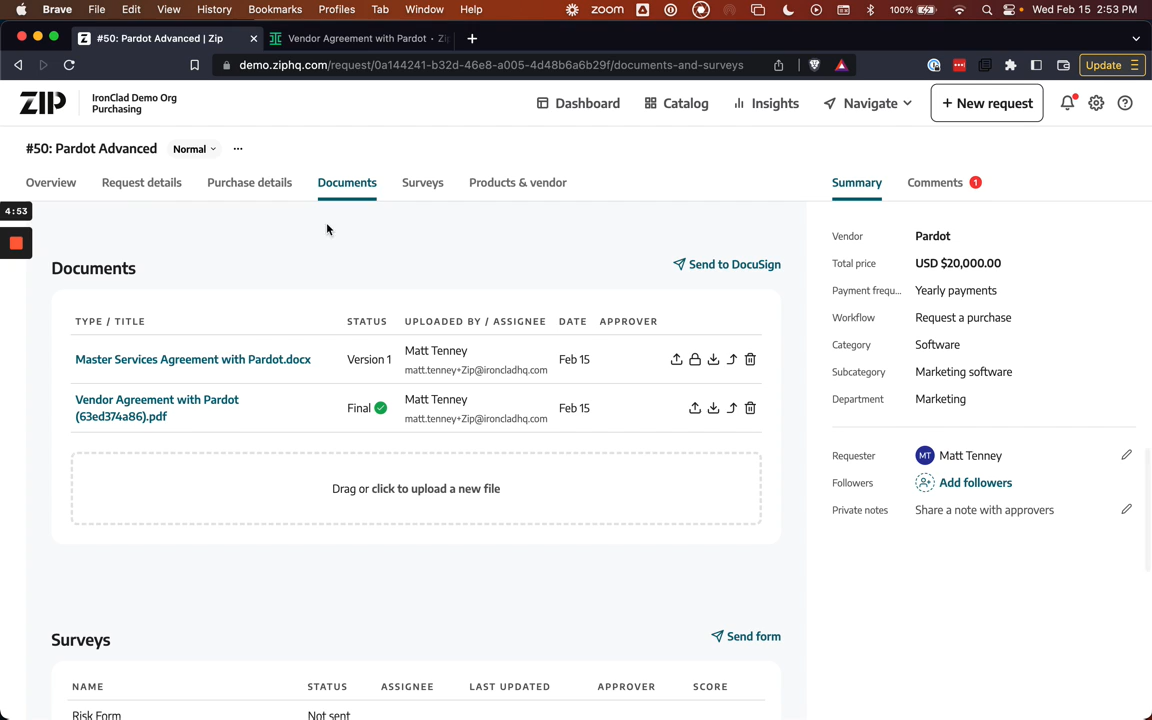 Brave File Edit View History Bookmarks Profiles Tab Window Help zoom 100% Wed Feb 15 2:53 PM
#50: Pardot Advanced | Zip Vendor Agreement with Pardot · Zi
demo.ziphq.com/request/0a144241-b32d-46e8-a005-4d48b6a6b29f/documents-and-surveys Update
ZIP IronClad Demo Org
Purchasing
Dashboard Catalog Insights Navigate + New request
#50: Pardot Advanced Normal ...
Overview Request details Purchase details Documents Surveys Products & vendor Summary Comments 1
4:53
Documents Send to DocuSign
TYPE / TITLE STATUS UPLOADED BY / ASSIGNEE DATE APPROVER
Master Services Agreement with Pardot.docx Version 1 Matt Tenney Feb 15
matt.tenney+Zip@ironcladhq.com
Vendor Agreement with Pardot Final Matt Tenney Feb 15
(63ed374a86).pdf matt.tenney+Zip@ironcladhq.com
Drag or click to upload a new file
Surveys Send form
NAME STATUS ASSIGNEE LAST UPDATED APPROVER SCORE
Risk Form Not sent
Vendor Pardot
Total price USD $20,000.00
Payment frequ... Yearly payments
Workflow Request a purchase
Category Software
Subcategory Marketing software
Department Marketing
Requester MT Matt Tenney
Followers Add followers
Private notes Share a note with approvers